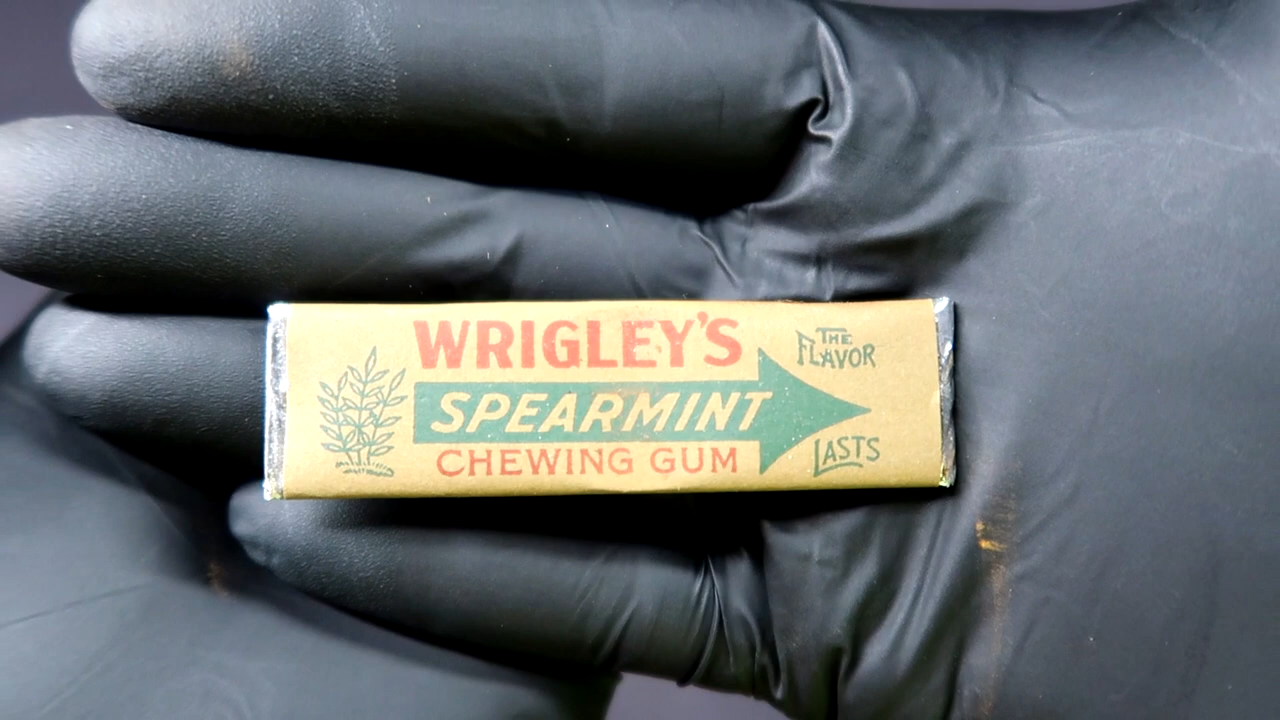 WRIGLEY'S
SPEARMINT
CHEWING GUM
THE
FLAVOR
LASTS